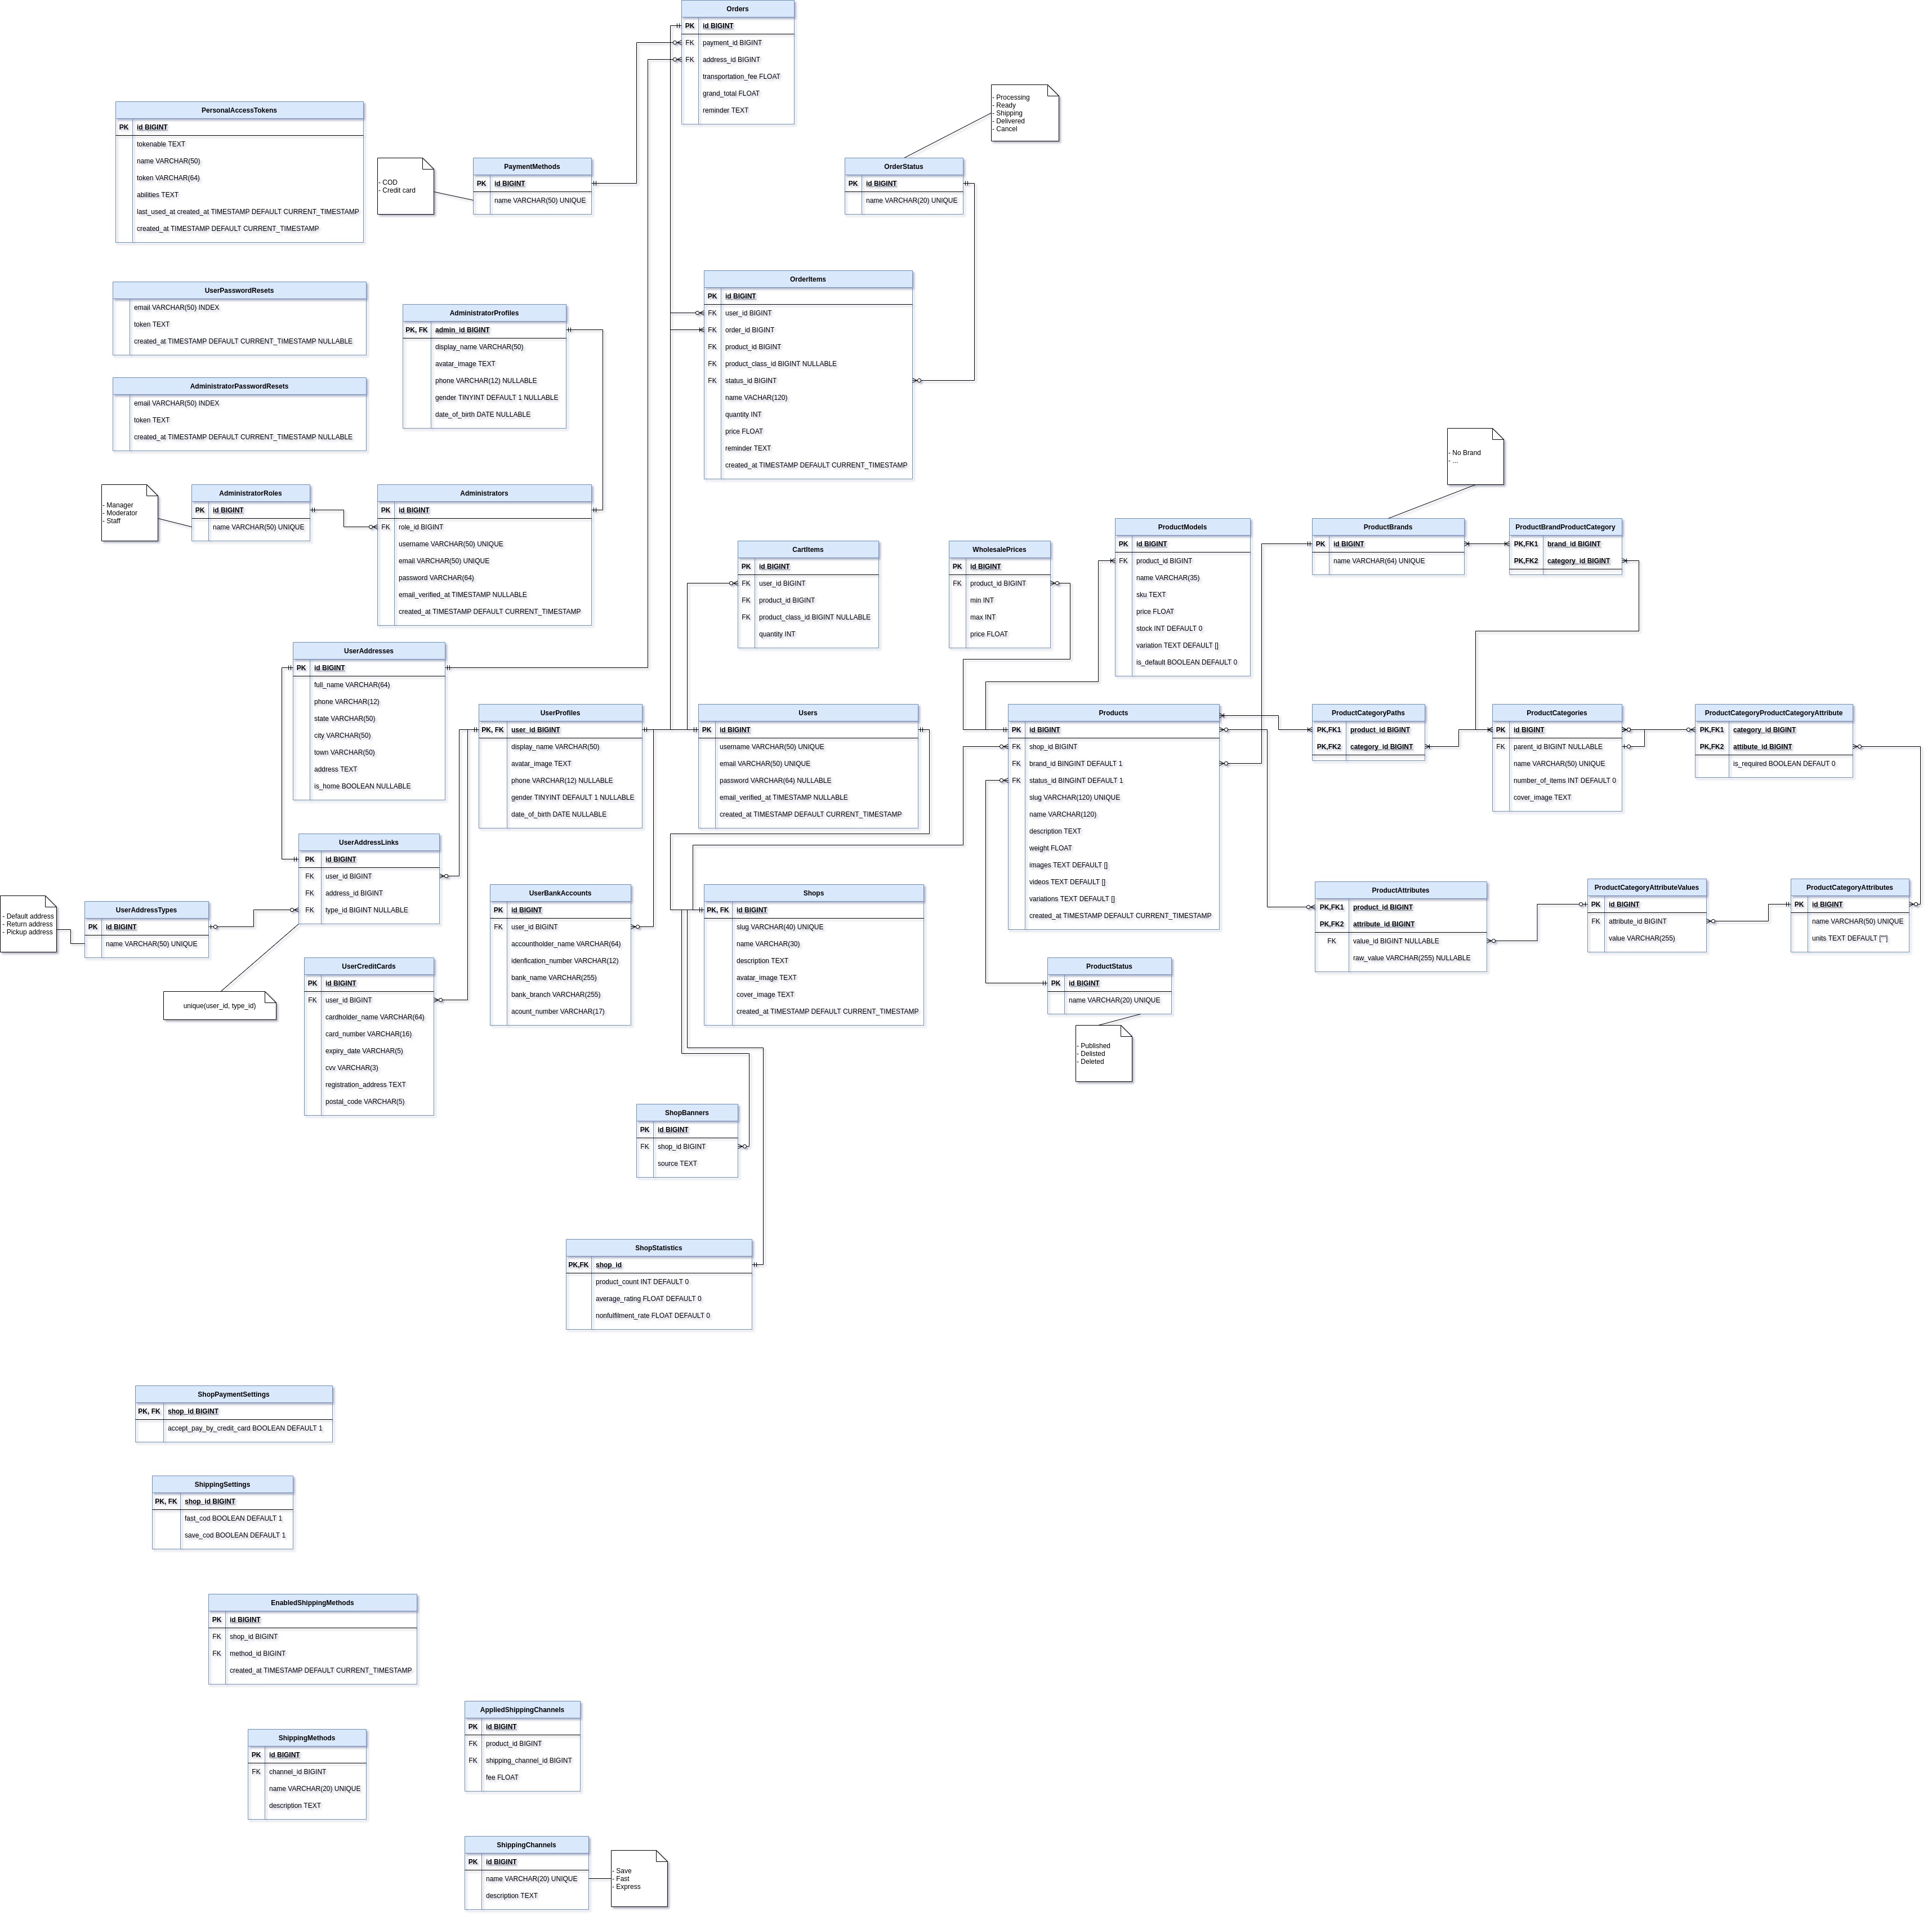 Orders
PK id BIGINT
FK payment_id BIGINT
FK address_id BIGINT
transportation_fee FLOAT
grand_total FLOAT
reminder TEXT
- Processing
- Ready
- Shipping
- Delivered
- Cancel
PersonalAccessTokens
PK id BIGINT
tokenable TEXT
name VARCHAR(50)
token VARCHAR(64)
abilities TEXT
last_used_at created_at TIMESTAMP DEFAULT CURRENT_TIMESTAMP
created_at TIMESTAMP DEFAULT CURRENT_TIMESTAMP
- COD
- Credit card
PaymentMethods
PK id BIGINT
name VARCHAR(50) UNIQUE
OrderStatus
PK id BIGINT
name VARCHAR(20) UNIQUE
UserPasswordResets
email VARCHAR(50) INDEX
token TEXT
created_at TIMESTAMP DEFAULT CURRENT_TIMESTAMP NULLABLE
AdministratorProfiles
PK, FK admin_id BIGINT
display_name VARCHAR(50)
avatar_image TEXT
phone VARCHAR(12) NULLABLE
gender TINYINT DEFAULT 1 NULLABLE
date_of_birth DATE NULLABLE
OrderItems
PK id BIGINT
FK user_id BIGINT
FK order_id BIGINT
FK product_id BIGINT
FK product_class_id BIGINT NULLABLE
FK status_id BIGINT
name VACHAR(120)
quantity INT
price FLOAT
reminder TEXT
created_at TIMESTAMP DEFAULT CURRENT_TIMESTAMP
AdministratorPasswordResets
email VARCHAR(50) INDEX
token TEXT
created_at TIMESTAMP DEFAULT CURRENT_TIMESTAMP NULLABLE
- No Brand
- ...
- Manager
- Moderator
- Staff
AdministratorRoles
PK id BIGINT
name VARCHAR(50) UNIQUE
Administrators
PK id BIGINT
FK role_id BIGINT
username VARCHAR(50) UNIQUE
email VARCHAR(50) UNIQUE
password VARCHAR(64)
email_verified_at TIMESTAMP NULLABLE
created_at TIMESTAMP DEFAULT CURRENT_TIMESTAMP
CartItems
PK id BIGINT
FK user_id BIGINT
FK product_id BIGINT
FK product_class_id BIGINT NULLABLE
quantity INT
WholesalePrices
PK id BIGINT
FK product_id BIGINT
min INT
max INT
price FLOAT
ProductModels
PK id BIGINT
FK product_id BIGINT
name VARCHAR(35)
sku TEXT
price FLOAT
stock INT DEFAULT 0
variation TEXT DEFAULT []
is_default BOOLEAN DEFAULT 0
ProductBrands
PK id BIGINT
name VARCHAR(64) UNIQUE
ProductBrandProductCategory
PK,FK1 brand_id BIGINT
PK,FK2 category_id BIGINT
UserAddresses
PK id BIGINT
full_name VARCHAR(64)
phone VARCHAR(12)
state VARCHAR(50)
city VARCHAR(50)
town VARCHAR(50)
address TEXT
is_home BOOLEAN NULLABLE
UserProfiles
PK, FK user_id BIGINT
display_name VARCHAR(50)
avatar_image TEXT
phone VARCHAR(12) NULLABLE
gender TINYINT DEFAULT 1 NULLABLE
date_of_birth DATE NULLABLE
Users
PK id BIGINT
username VARCHAR(50) UNIQUE
email VARCHAR(50) UNIQUE
password VARCHAR(64) NULLABLE
email_verified_at TIMESTAMP NULLABLE
created_at TIMESTAMP DEFAULT CURRENT_TIMESTAMP
Products
PK id BIGINT
FK shop_id BIGINT
FK brand_id BINGINT DEFAULT 1
FK status_id BINGINT DEFAULT 1
slug VARCHAR(120) UNIQUE
name VARCHAR(120)
description TEXT
weight FLOAT
images TEXT DEFAULT []
videos TEXT DEFAULT []
variations TEXT DEFAULT []
created_at TIMESTAMP DEFAULT CURRENT_TIMESTAMP
ProductCategoryPaths
PK,FK1 product_id BIGINT
PK,FK2 category_id BIGINT
ProductCategories
PK id BIGINT
FK parent_id BIGINT NULLABLE
name VARCHAR(50) UNIQUE
number_of_items INT DEFAULT 0
cover_image TEXT
ProductCategoryProductCategoryAttribute
PK,FK1 category_id BIGINT
PK,FK2 attibute_id BIGINT
is_required BOOLEAN DEFAUT 0
UserAddressLinks
PK id BIGINT
FK user_id BIGINT
FK address_id BIGINT
FK type_id BIGINT NULLABLE
- Default address
- Return address
- Pickup address
UserAddressTypes
PK id BIGINT
name VARCHAR(50) UNIQUE
unique(user_id, type_id)
UserBankAccounts
PK id BIGINT
FK user_id BIGINT
accountholder_name VARCHAR(64)
idenfication_number VARCHAR(12)
bank_name VARCHAR(255)
bank_branch VARCHAR(255)
acount_number VARCHAR(17)
Shops
PK, FK id BIGINT
slug VARCHAR(40) UNIQUE
name VARCHAR(30)
description TEXT
avatar_image TEXT
cover_image TEXT
created_at TIMESTAMP DEFAULT CURRENT_TIMESTAMP
ProductAttributes
PK,FK1 product_id BIGINT
PK,FK2 attribute_id BIGINT
FK value_id BIGINT NULLABLE
raw_value VARCHAR(255) NULLABLE
ProductCategoryAttributeValues
PK id BIGINT
FK attribute_id BIGINT
value VARCHAR(255)
ProductCategoryAttributes
PK id BIGINT
name VARCHAR(50) UNIQUE
units TEXT DEFAULT [""]
UserCreditCards
PK id BIGINT
FK user_id BIGINT
cardholder_name VARCHAR(64)
card_number VARCHAR(16)
expiry_date VARCHAR(5)
cvv VARCHAR(3)
registration_address TEXT
postal_code VARCHAR(5)
ProductStatus
PK id BIGINT
name VARCHAR(20) UNIQUE
- Published
- Delisted
- Deleted
ShopBanners
PK id BIGINT
FK shop_id BIGINT
source TEXT
ShopStatistics
PK,FK shop_id
product_count INT DEFAULT 0
average_rating FLOAT DEFAULT 0
nonfulfilment_rate FLOAT DEFAULT 0
ShopPaymentSettings
PK, FK shop_id BIGINT
accept_pay_by_credit_card BOOLEAN DEFAULT 1
ShippingSettings
PK, FK shop_id BIGINT
fast_cod BOOLEAN DEFAULT 1
save_cod BOOLEAN DEFAULT 1
EnabledShippingMethods
PK id BIGINT
FK shop_id BIGINT
FK method_id BIGINT
created_at TIMESTAMP DEFAULT CURRENT_TIMESTAMP
AppliedShippingChannels
PK id BIGINT
FK product_id BIGINT
FK shipping_channel_id BIGINT
fee FLOAT
ShippingMethods
PK id BIGINT
FK channel_id BIGINT
name VARCHAR(20) UNIQUE
description TEXT
ShippingChannels
PK id BIGINT
name VARCHAR(20) UNIQUE
description TEXT
- Save
- Fast
- Express